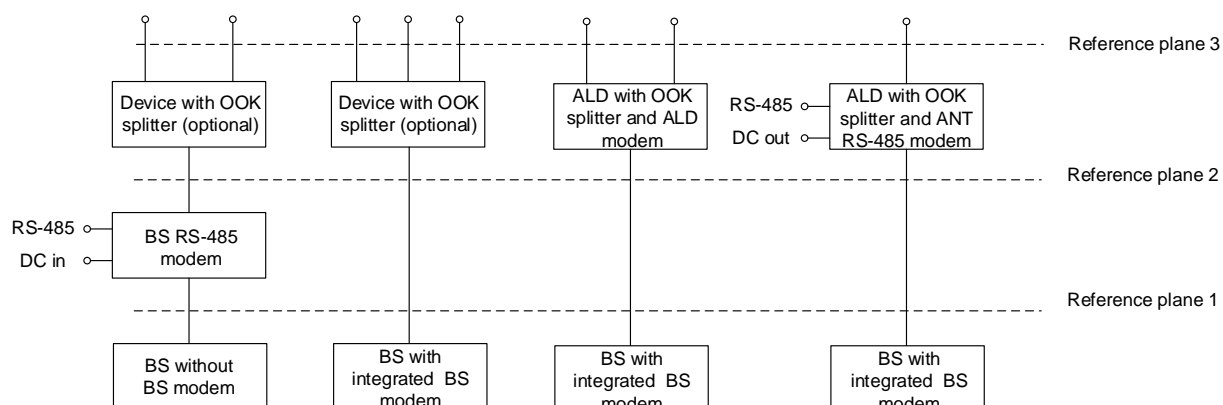 Reference plane 3
Device with OOK
splitter (optional)
Device with OOK
splitter (optional)
ALD with OOK
splitter and ALD
modem
RS-485
DC out
ALD with OOK
splitter and ANT
RS-485 modem
Reference plane 2
RS-485
DC in
BS RS-485
modem
Reference plane 1
BS without
BS modem
BS with
integrated BS
modem
BS with
integrated BS
modem
BS with
integrated BS
modem